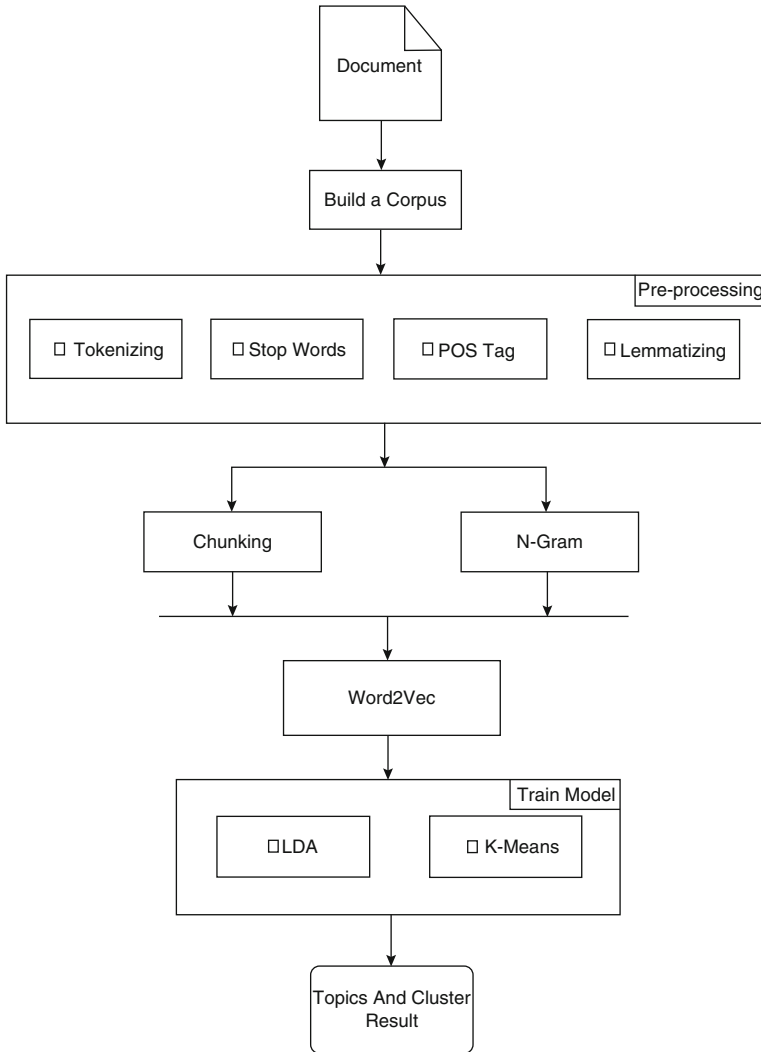 Document
Build a Corpus
Pre-processing
□ Tokenizing
□ Stop Words
□ POS Tag
□ Lemmatizing
Chunking
N-Gram
Word2Vec
Train Model
□LDA
□ K-Means
Topics And Cluster
Result